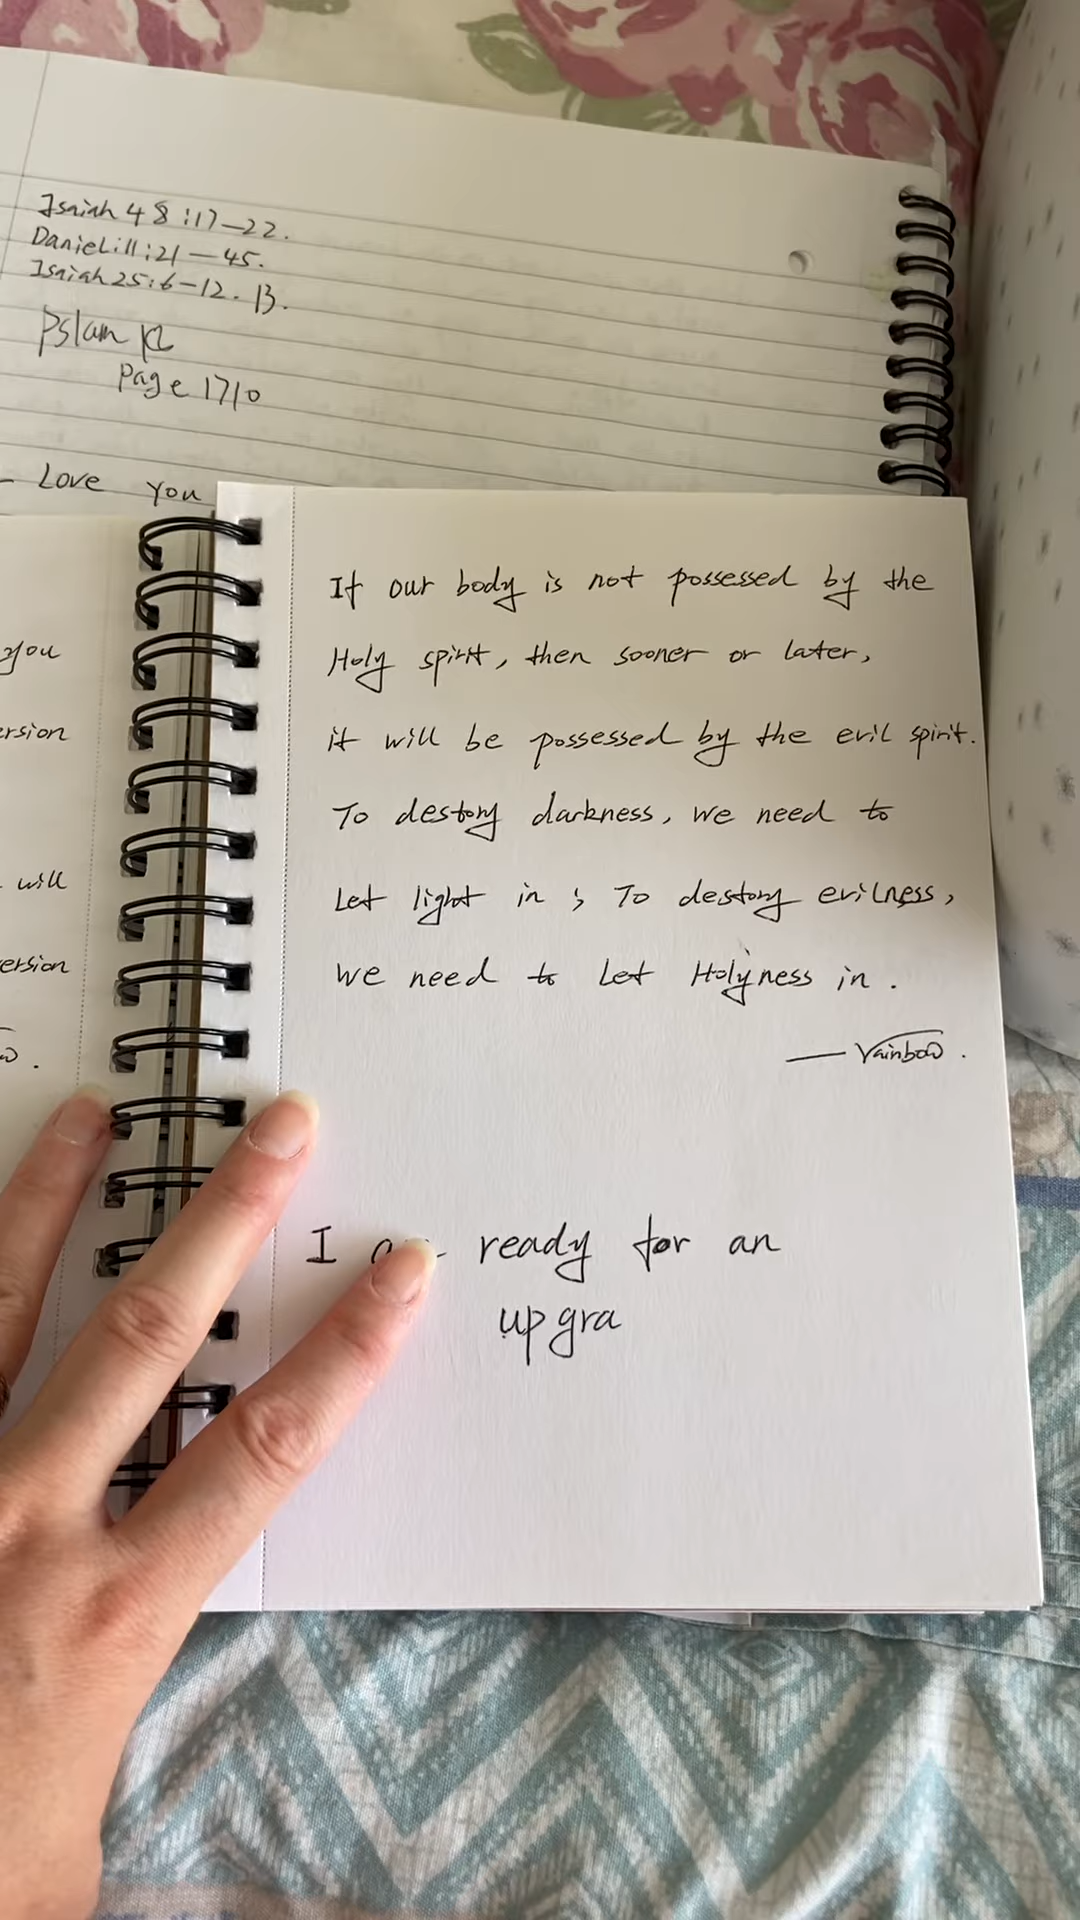 Isaiah 48:17-22.
Daniel.11:21-45.
Isaiah 25:6-12.13.
Pslam
Page 1710
- Love you
you
ersion
will
ersion
If our body is not possessed by the
Holy spirit, then sooner or later,
it will be possessed by the evil spirit.
To destory darkness, we need to
Let light in ; To destory evilness,
we need to Let Holyness in .
— Vainbow .
I ready for an
upgra